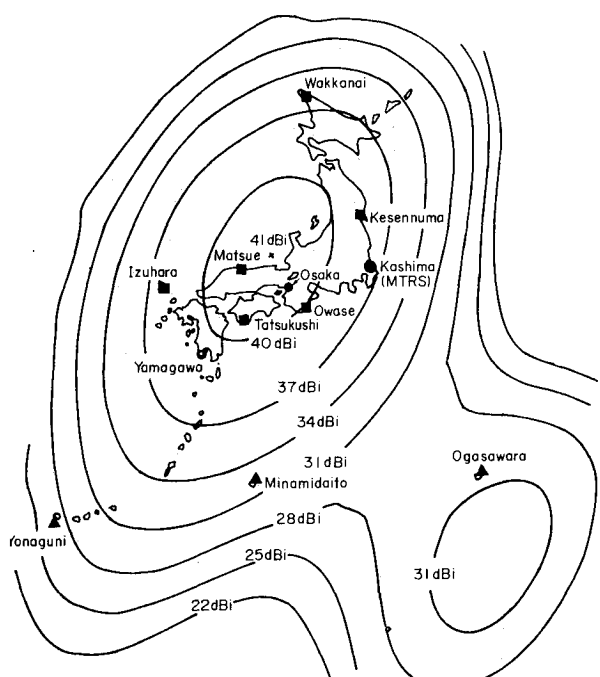 Wakkanai
Kesennuma
41dBi
Matsue
Izuhara
Osaka
Kashima
(MTRS)
Owase
Tatsukushi
40dBi
Yamagawa
37dBi
34dBi
31dBi
Ogasawara
Minamidaito
28dBi
Yonaguni
25dBi
31dBi
22dBi